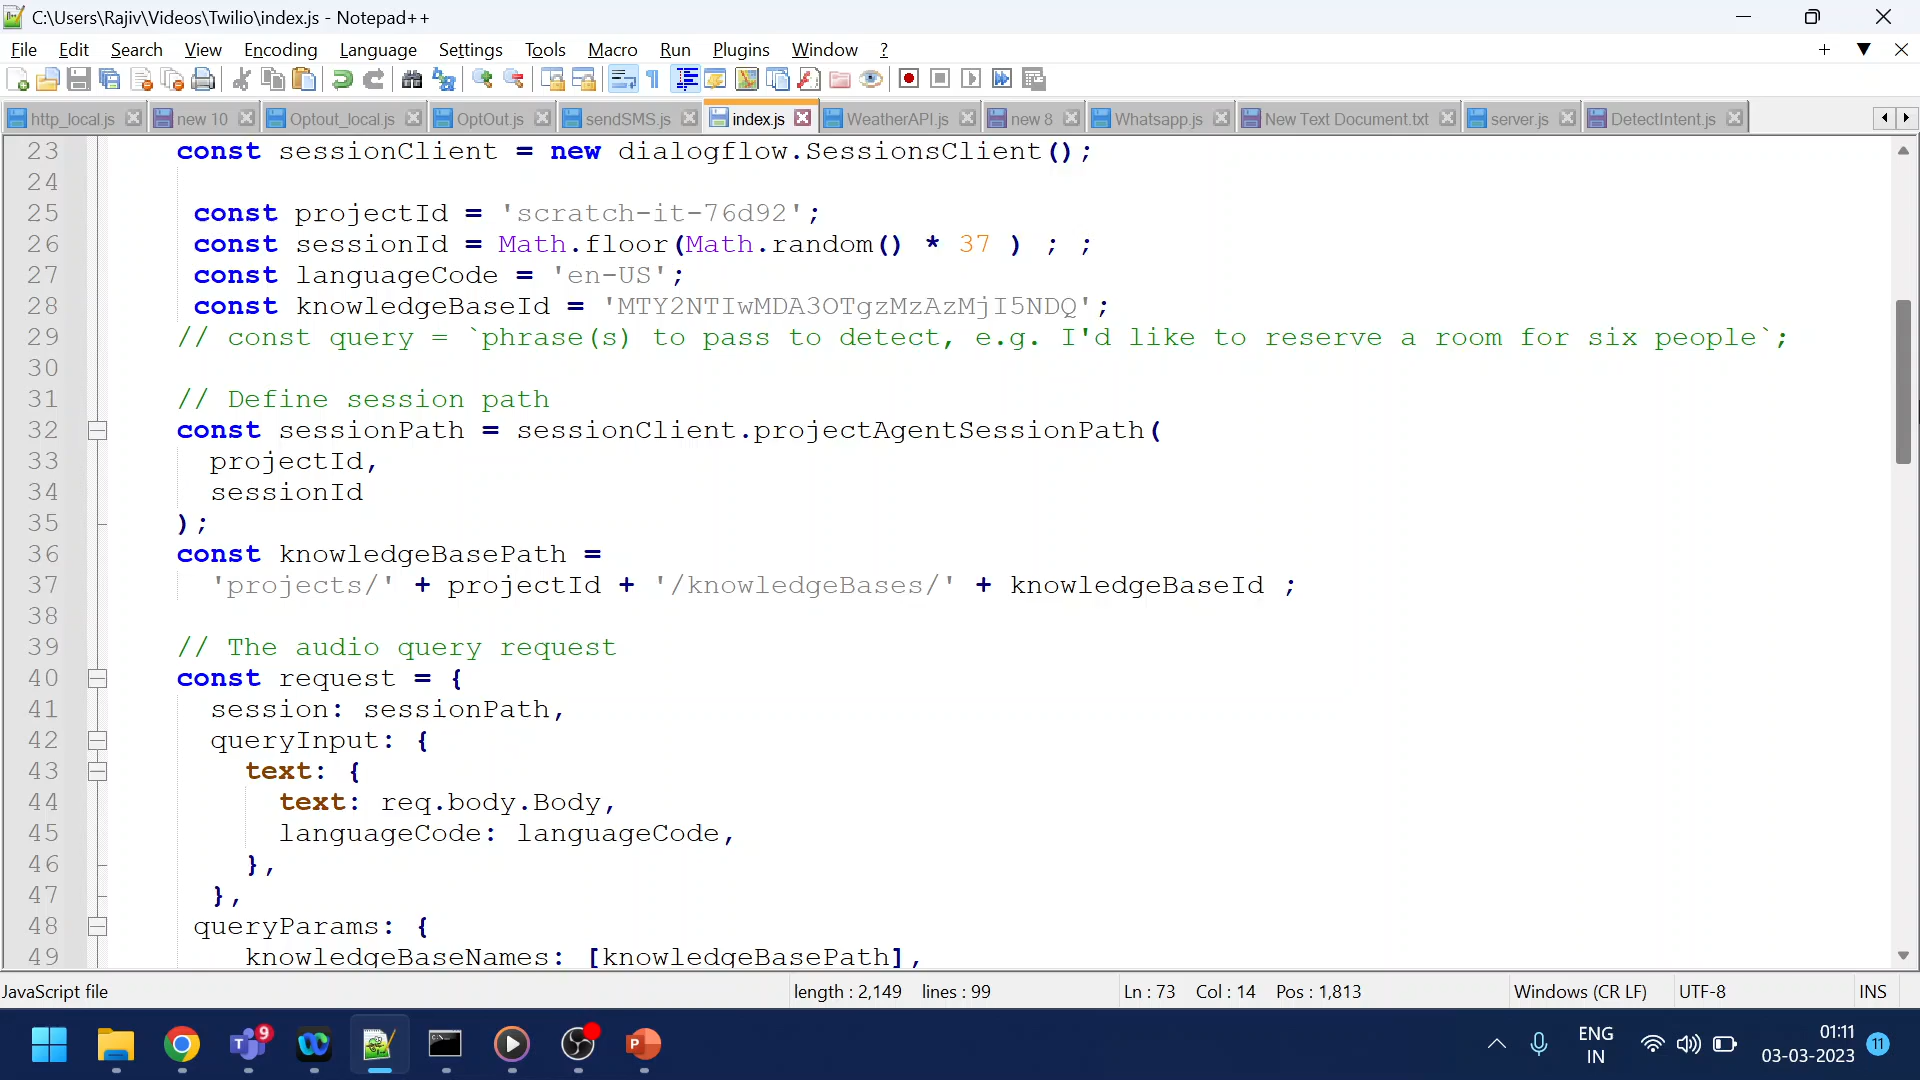 C:\Users\Rajiv\Videos\Twilio\index.js - Notepad++
File Edit Search View Encoding Language Settings Tools Macro Run Plugins Window ?
http_local.js new 10 Optout_local.js OptOut.js sendSMS.js index.js WeatherAPI.js new 8 Whatsapp.js New Text Document.txt server.js DetectIntent.js
23 const sessionClient = new dialogflow.SessionsClient();
24
25 const projectId = 'scratch-it-76d92';
26 const sessionId = Math.floor(Math.random() * 37 ) ; ;
27 const languageCode = 'en-US';
28 const knowledgeBaseId = 'MTY2NTIwMDA3OTgzMzAzMjI5NDQ';
29 // const query = `phrase(s) to pass to detect, e.g. I'd like to reserve a room for six people`;
30
31 // Define session path
32 const sessionPath = sessionClient.projectAgentSessionPath(
33 projectId,
34 sessionId
35 );
36 const knowledgeBasePath =
37 'projects/' + projectId + '/knowledgeBases/' + knowledgeBaseId ;
38
39 // The audio query request
40 const request = {
41 session: sessionPath,
42 queryInput: {
43 text: {
44 text: req.body.Body,
45 languageCode: languageCode,
46 },
47 },
48 queryParams: {
49 knowledgeBaseNames: [knowledgeBasePath],
JavaScript file length : 2,149 lines : 99 Ln : 73 Col : 14 Pos : 1,813 Windows (CR LF) UTF-8 INS
9
ENG 01:11
IN 03-03-2023 11